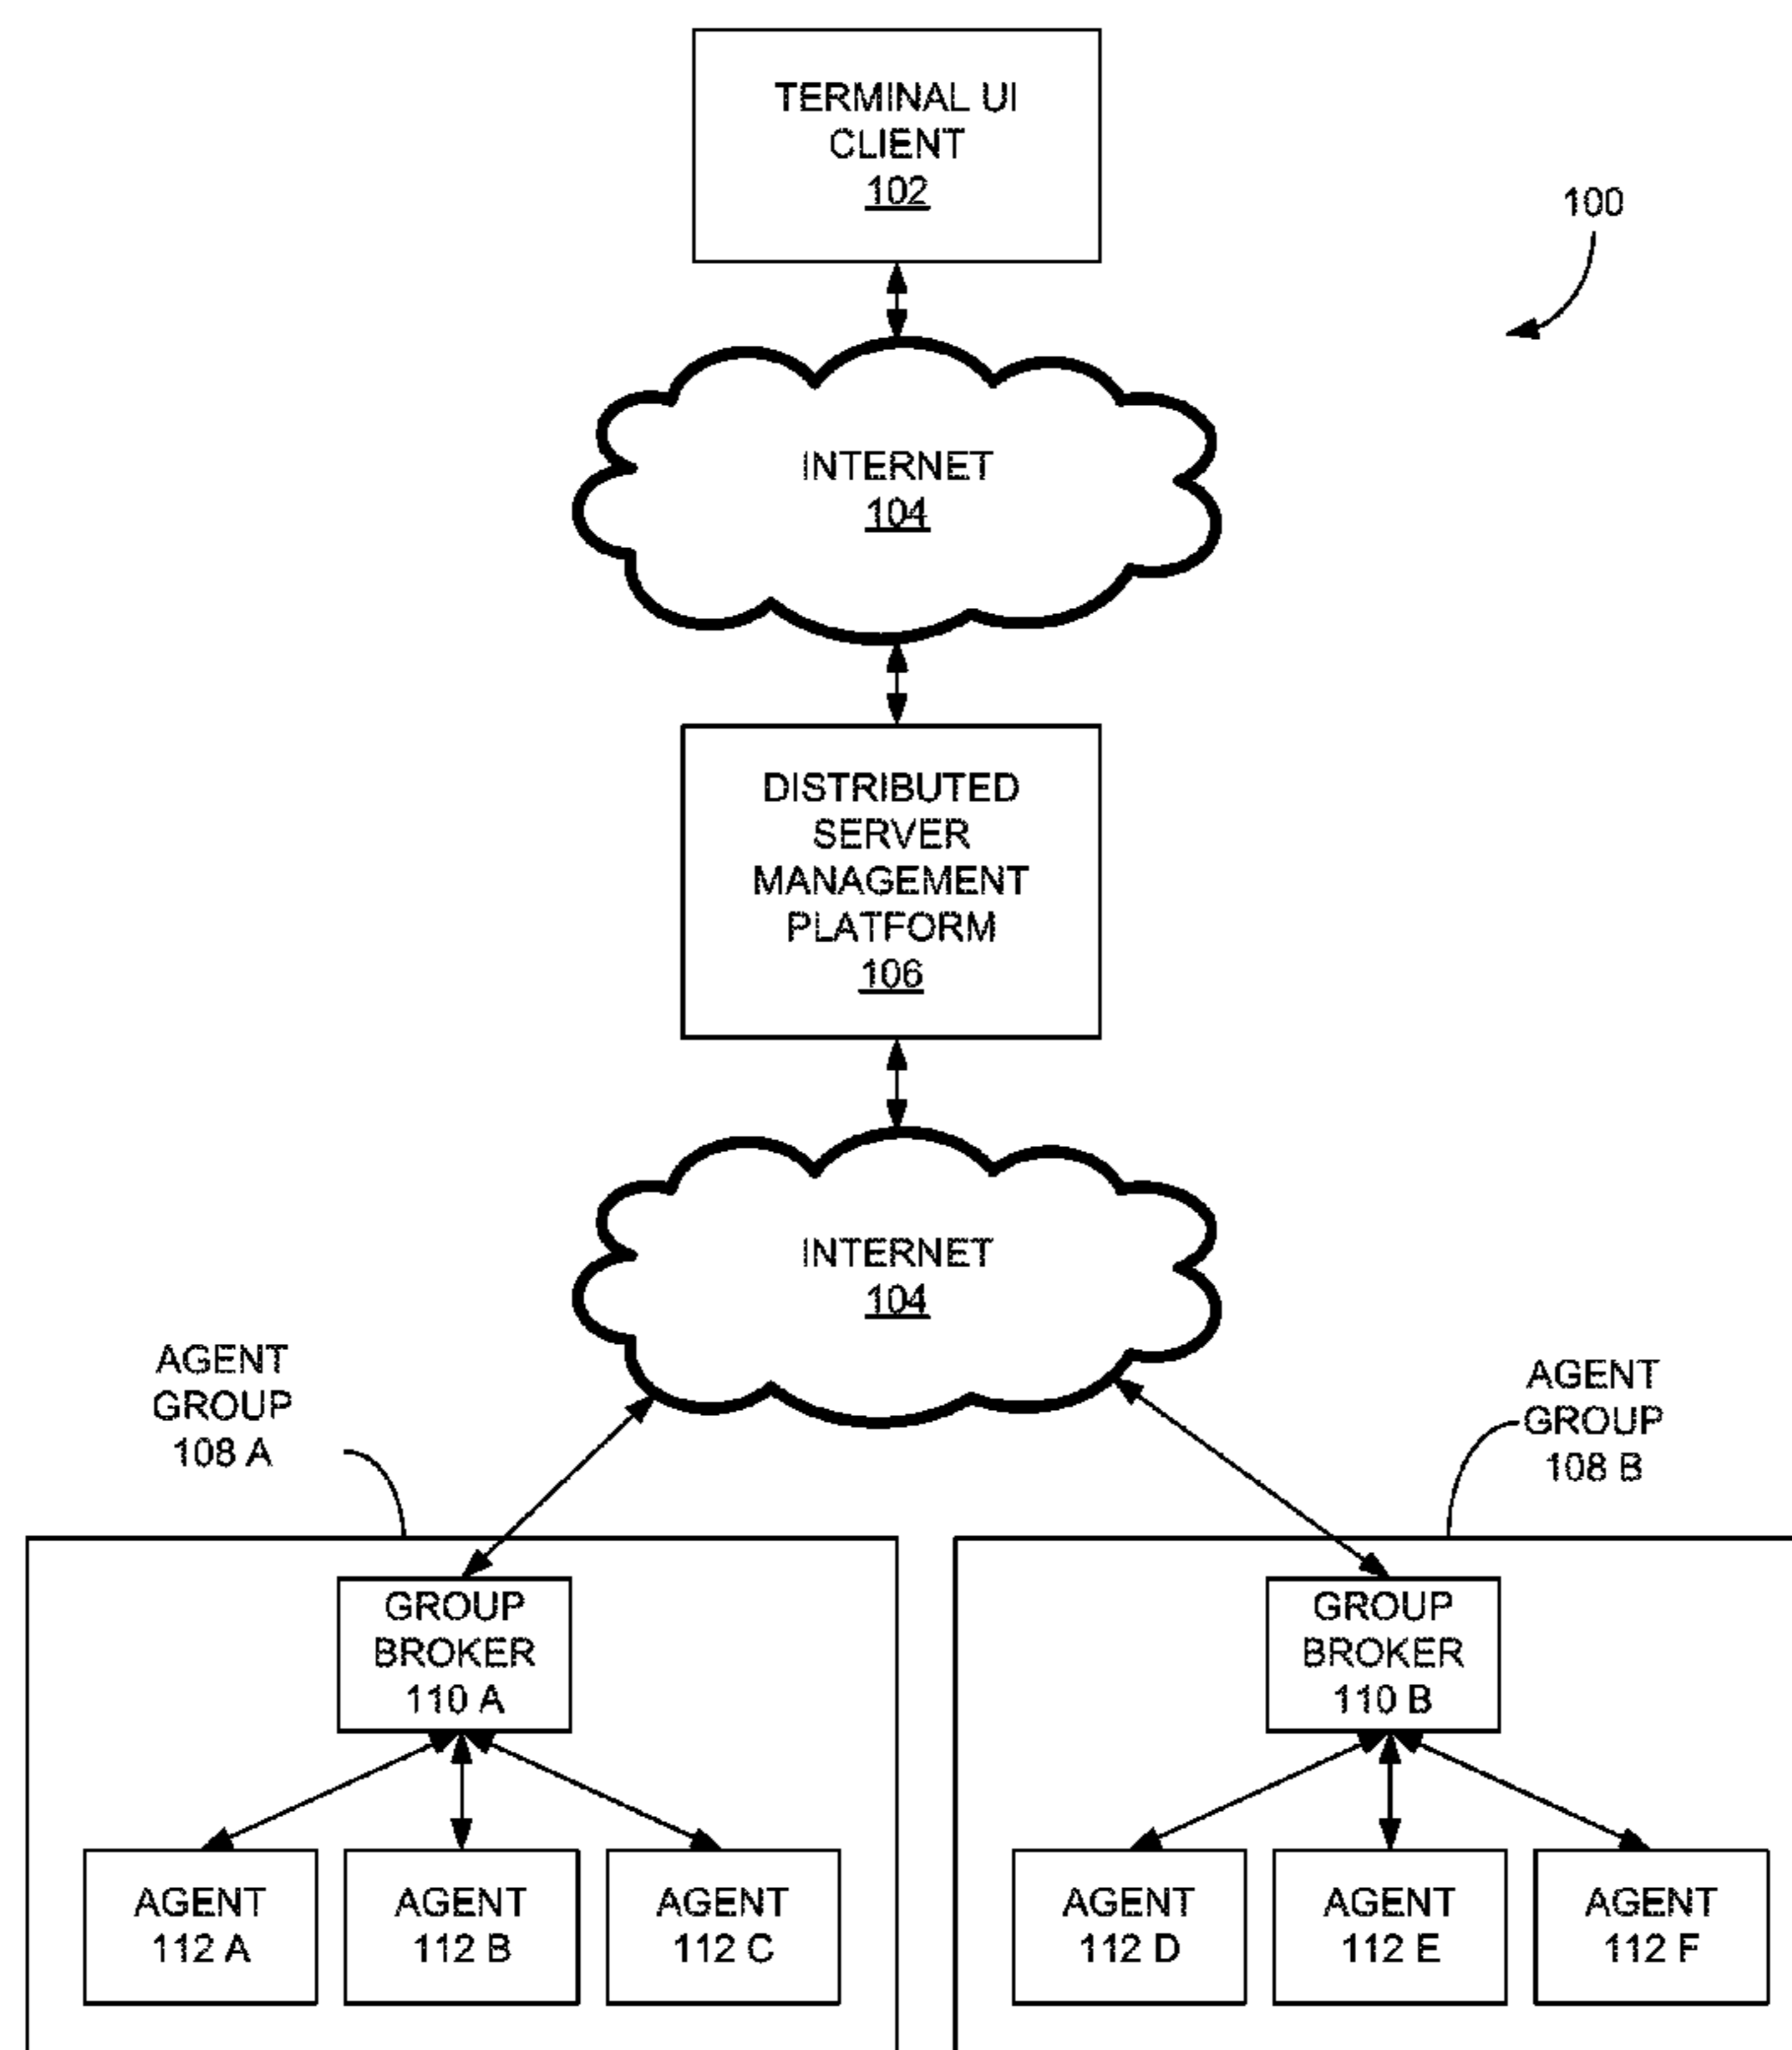 TERMINAL UI
CLIENT
102
100
INTERNET
104
DISTRIBUTED
SERVER
MANAGEMENT
PLATFORM
106
INTERNET
104
AGENT
GROUP
108 A
AGENT
GROUP
108 B
GROUP
BROKER
110 A
GROUP
BROKER
110 B
AGENT
112 A
AGENT
112 B
AGENT
112 C
AGENT
112 D
AGENT
112 E
AGENT
112 F